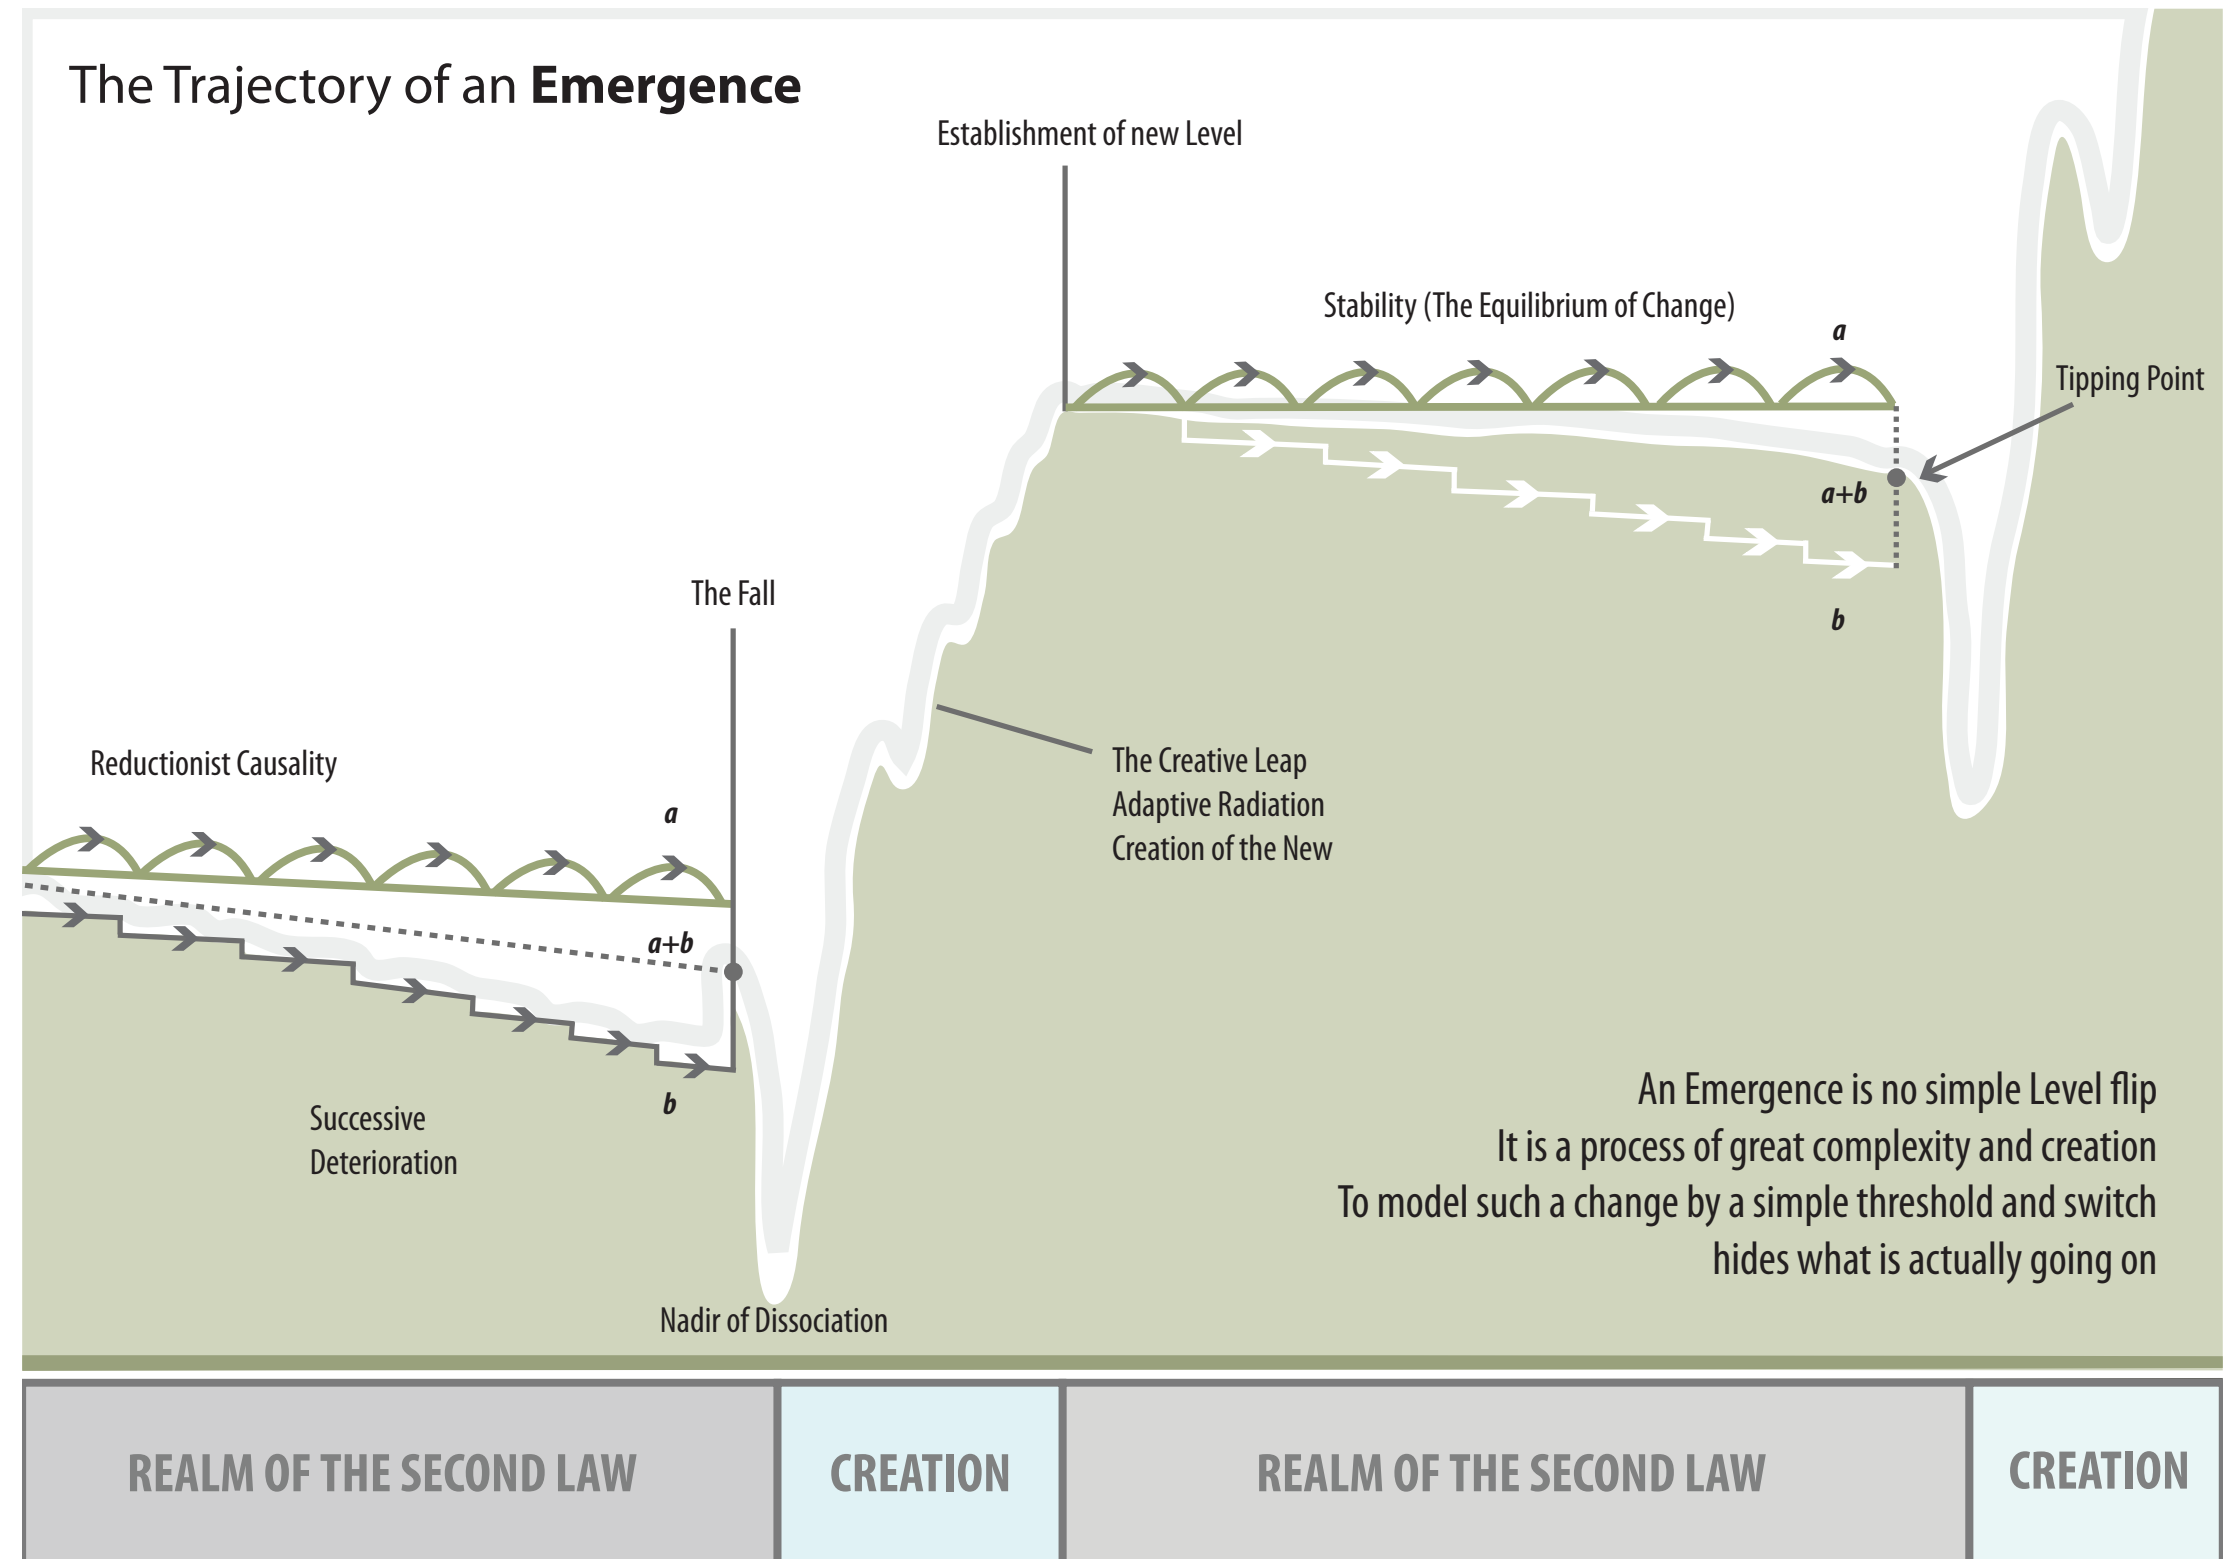 The Trajectory of an Emergence
Establishment of new Level
Stability (The Equilibrium of Change)
a
Tipping Point
a+b
b
The Fall
Reductionist Causality
a
The Creative Leap
Adaptive Radiation
Creation of the New
a+b
b
Successive
Deterioration
Nadir of Dissociation
An Emergence is no simple Level flip
It is a process of great complexity and creation
To model such a change by a simple threshold and switch
hides what is actually going on
REALM OF THE SECOND LAW
CREATION
REALM OF THE SECOND LAW
CREATION